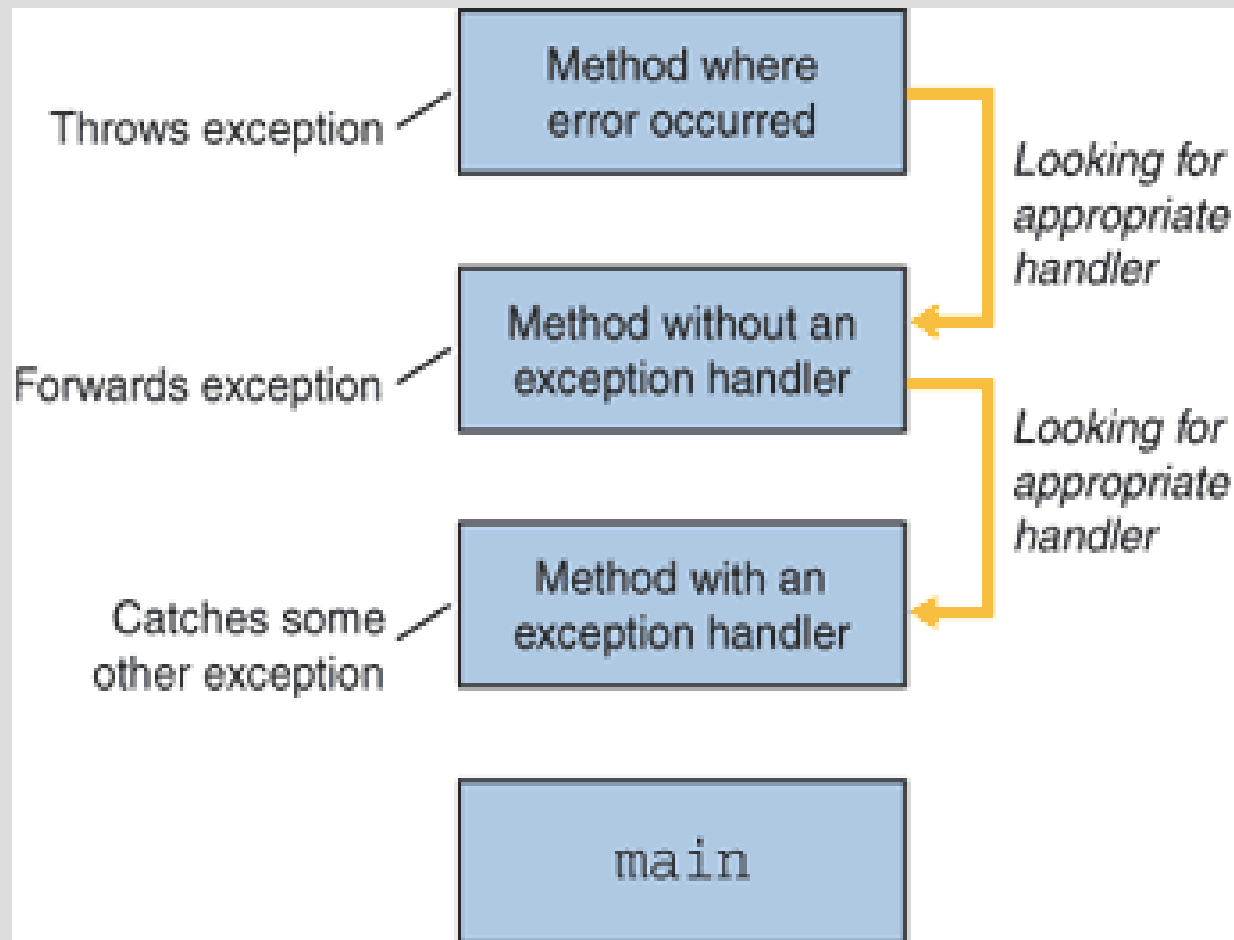 Method where
error occurred
Throws exception
Looking for
appropriate
handler
Method without an
exception handler
Forwards exception
Looking for
appropriate
handler
Method with an
exception handler
Catches some
other exception
main